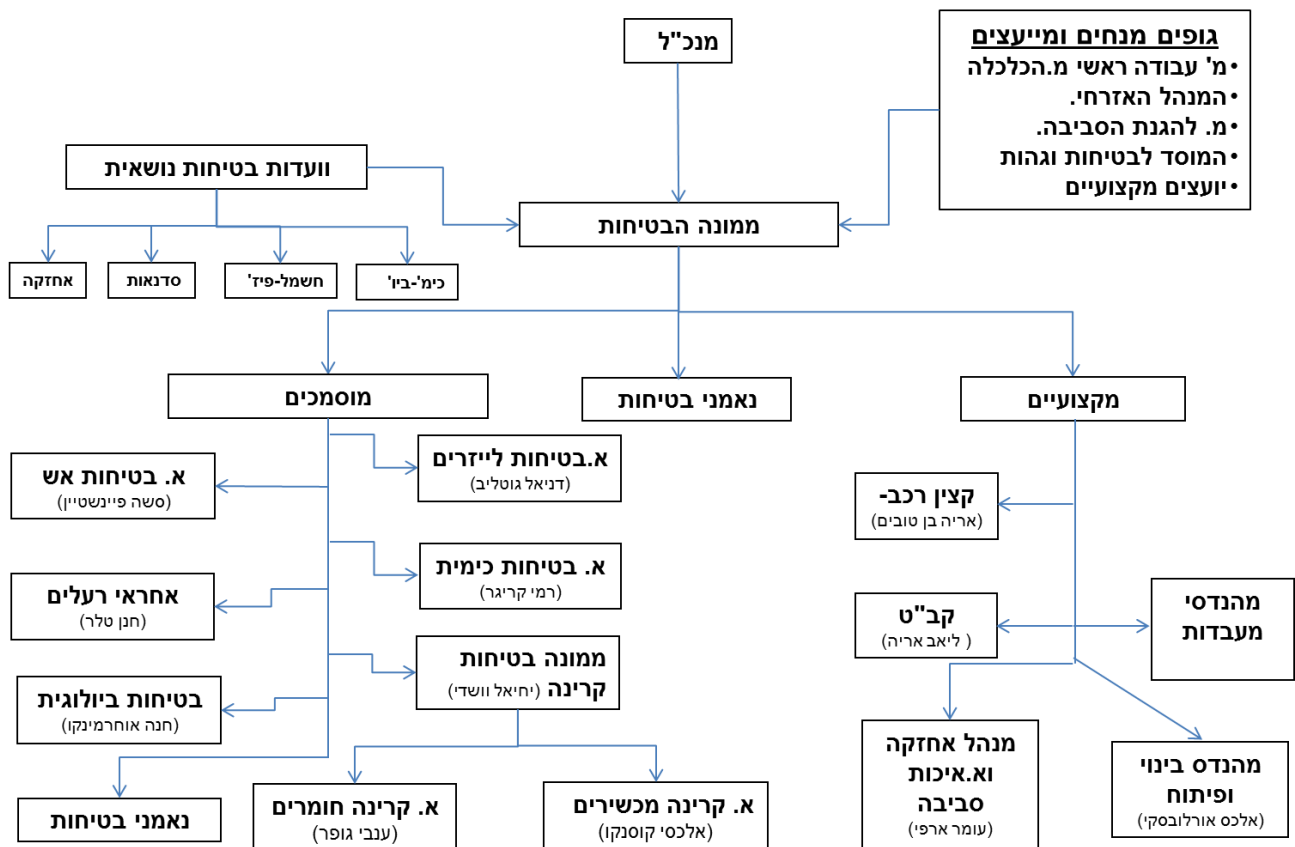 מנכ"ל
גופים מנחים ומייעצים
•מ' עבודה ראשי מ.הכלכלה
•המנהל האזרחי.
•מ. להגנת הסביבה.
•המוסד לבטיחות וגהות
•יועצים מקצועיים
וועדות בטיחות נושאית
ממונה הבטיחות
כימ'-ביו'
חשמל-פיז'
סדנאות
אחזקה
מקצועיים
נאמני בטיחות
מוסמכים
קצין רכב-
(אריה בן טובים)
מהנדסי
מעבדות
קב"ט
( ליאב אריה)
מהנדס בינוי
ופיתוח
(אלכס אורלובסקי)
מנהל אחזקה
וא.איכות
סביבה
(עומר ארפי)
א.בטיחות לייזרים
(דניאל גוטליב)
א. בטיחות אש
(סשה פיינשטיין)
א. בטיחות כימית
(רמי קריגר)
אחראי רעלים
(חנן טלר)
ממונה בטיחות
קרינה (יחיאל וושדי)
בטיחות ביולוגית
(חנה אוחרמינקו)
א. קרינה מכשירים
(אלכסי קוסנקו)
א. קרינה חומרים
(ענבי גופר)
נאמני בטיחות